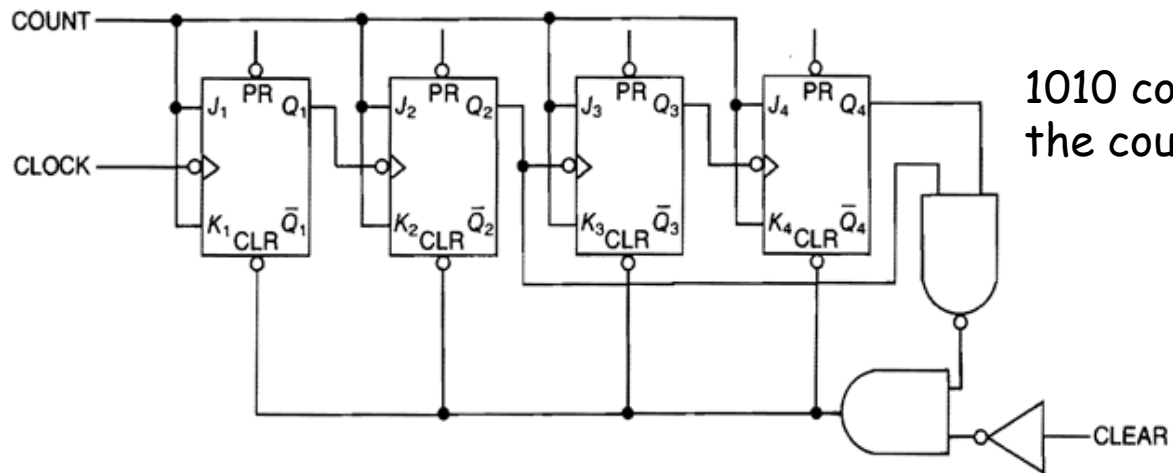 COUNT
PR PR PR PR
J1 Q1 J2 Q2 J3 Q3 J4 Q4
1010 co
the cou
CLOCK
K1 Q̅1 K2 Q̅2 K3 Q̅3 K4 Q̅4
CLR CLR CLR CLR
CLEAR